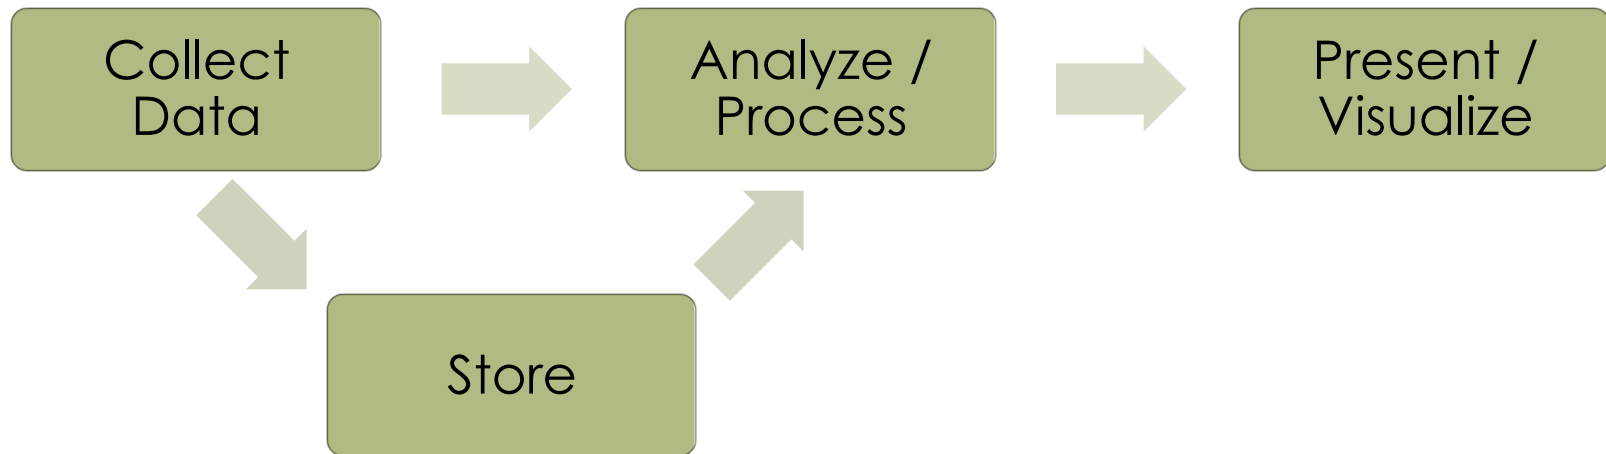 Collect
Data
Analyze /
Process
Present /
Visualize
Store